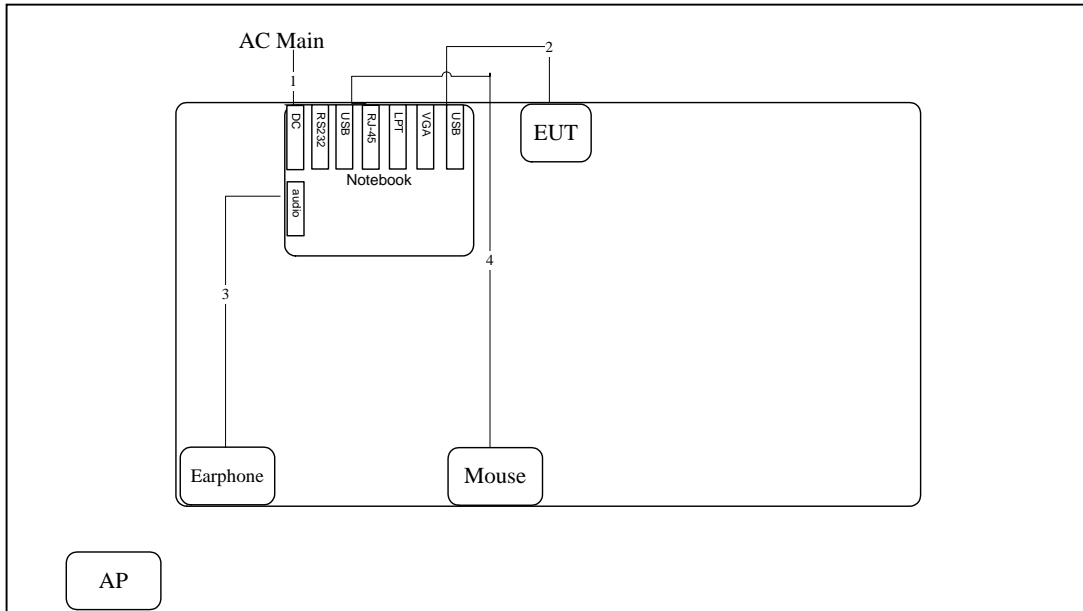 AC Main
2
1
DC
RS232
USB
RJ-45
LPT
VGA
USB
EUT
Notebook
audio
4
3
Earphone
Mouse
AP